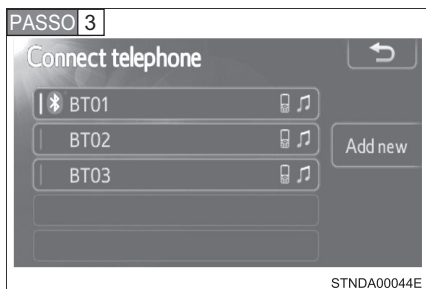 PASSO 3
Connect telephone
BT01
BT02
Add new
BT03
STNDA00044E